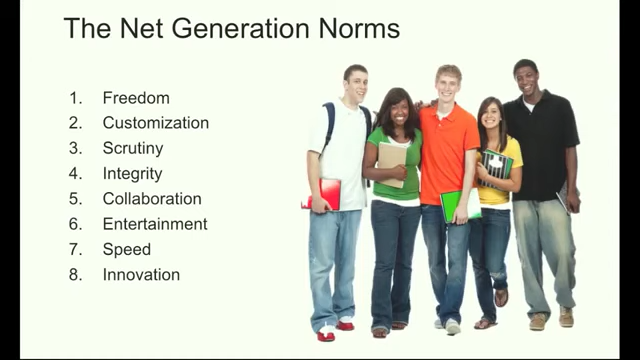 The Net Generation Norms
1. Freedom
2. Customization
3. Scrutiny
4. Integrity
5. Collaboration
6. Entertainment
7. Speed
8. Innovation